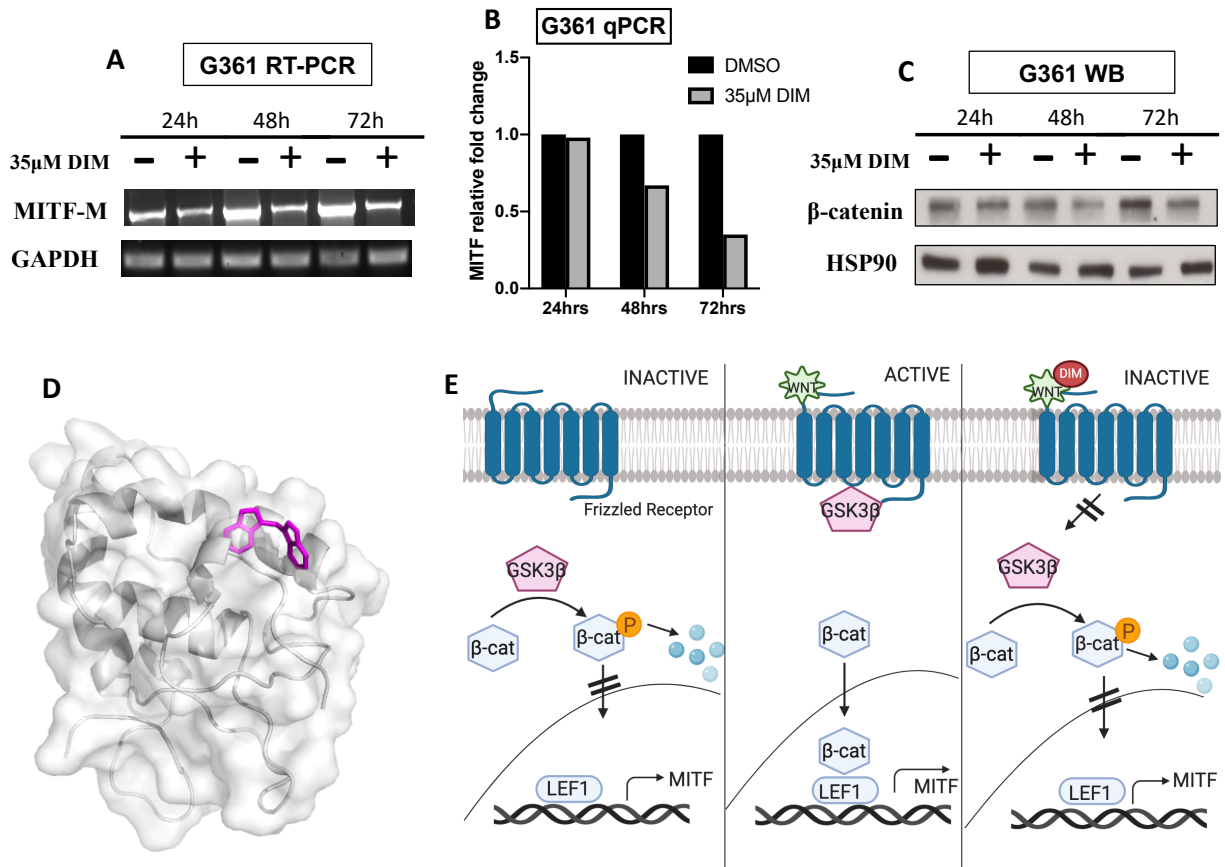 A
G361 RT-PCR
24h 48h 72h
35µM DIM − + − + − +
MITF-M
GAPDH
B
G361 qPCR
MITF relative fold change
1.5
1.0
0.5
0.0
24hrs 48hrs 72hrs
DMSO
35µM DIM
C
G361 WB
24h 48h 72h
35µM DIM − + − + − +
β-catenin
HSP90
D
E
INACTIVE
Frizzled Receptor
GSK3β
β-cat
β-cat P
LEF1
MITF
WNT
ACTIVE
GSK3β
β-cat
β-cat
LEF1
MITF
DIM
WNT
INACTIVE
GSK3β
β-cat
β-cat P
LEF1
MITF